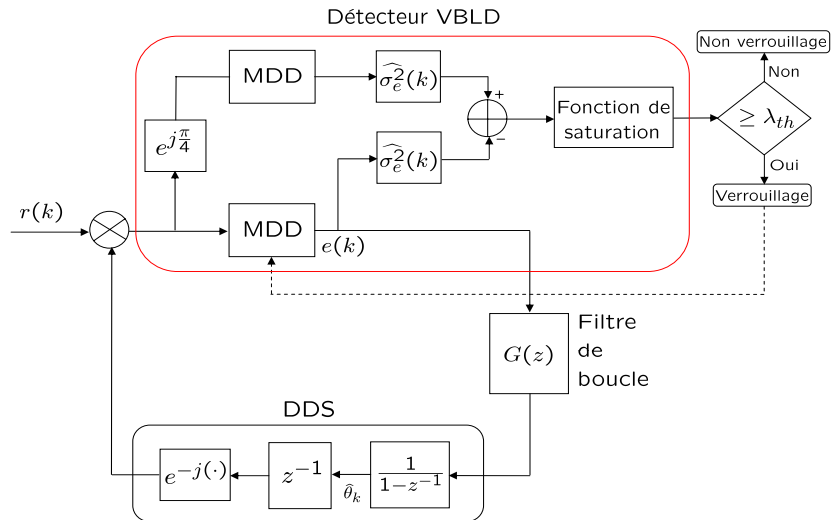 Détecteur VBLD
Non verrouillage
Non
MDD
$\widehat{\sigma_e^2}(k)$
+
Fonction de
saturation
$\geq \lambda_{th}$
$e^{j\frac{\pi}{4}}$
−
$\widehat{\sigma_e^2}(k)$
Oui
Verrouillage
r(k)
MDD
e(k)
G(z)
Filtre
de
boucle
DDS
$e^{-j(\cdot)}$
$z^{-1}$
$\widehat{\theta}_k$
$\frac{1}{1-z^{-1}}$